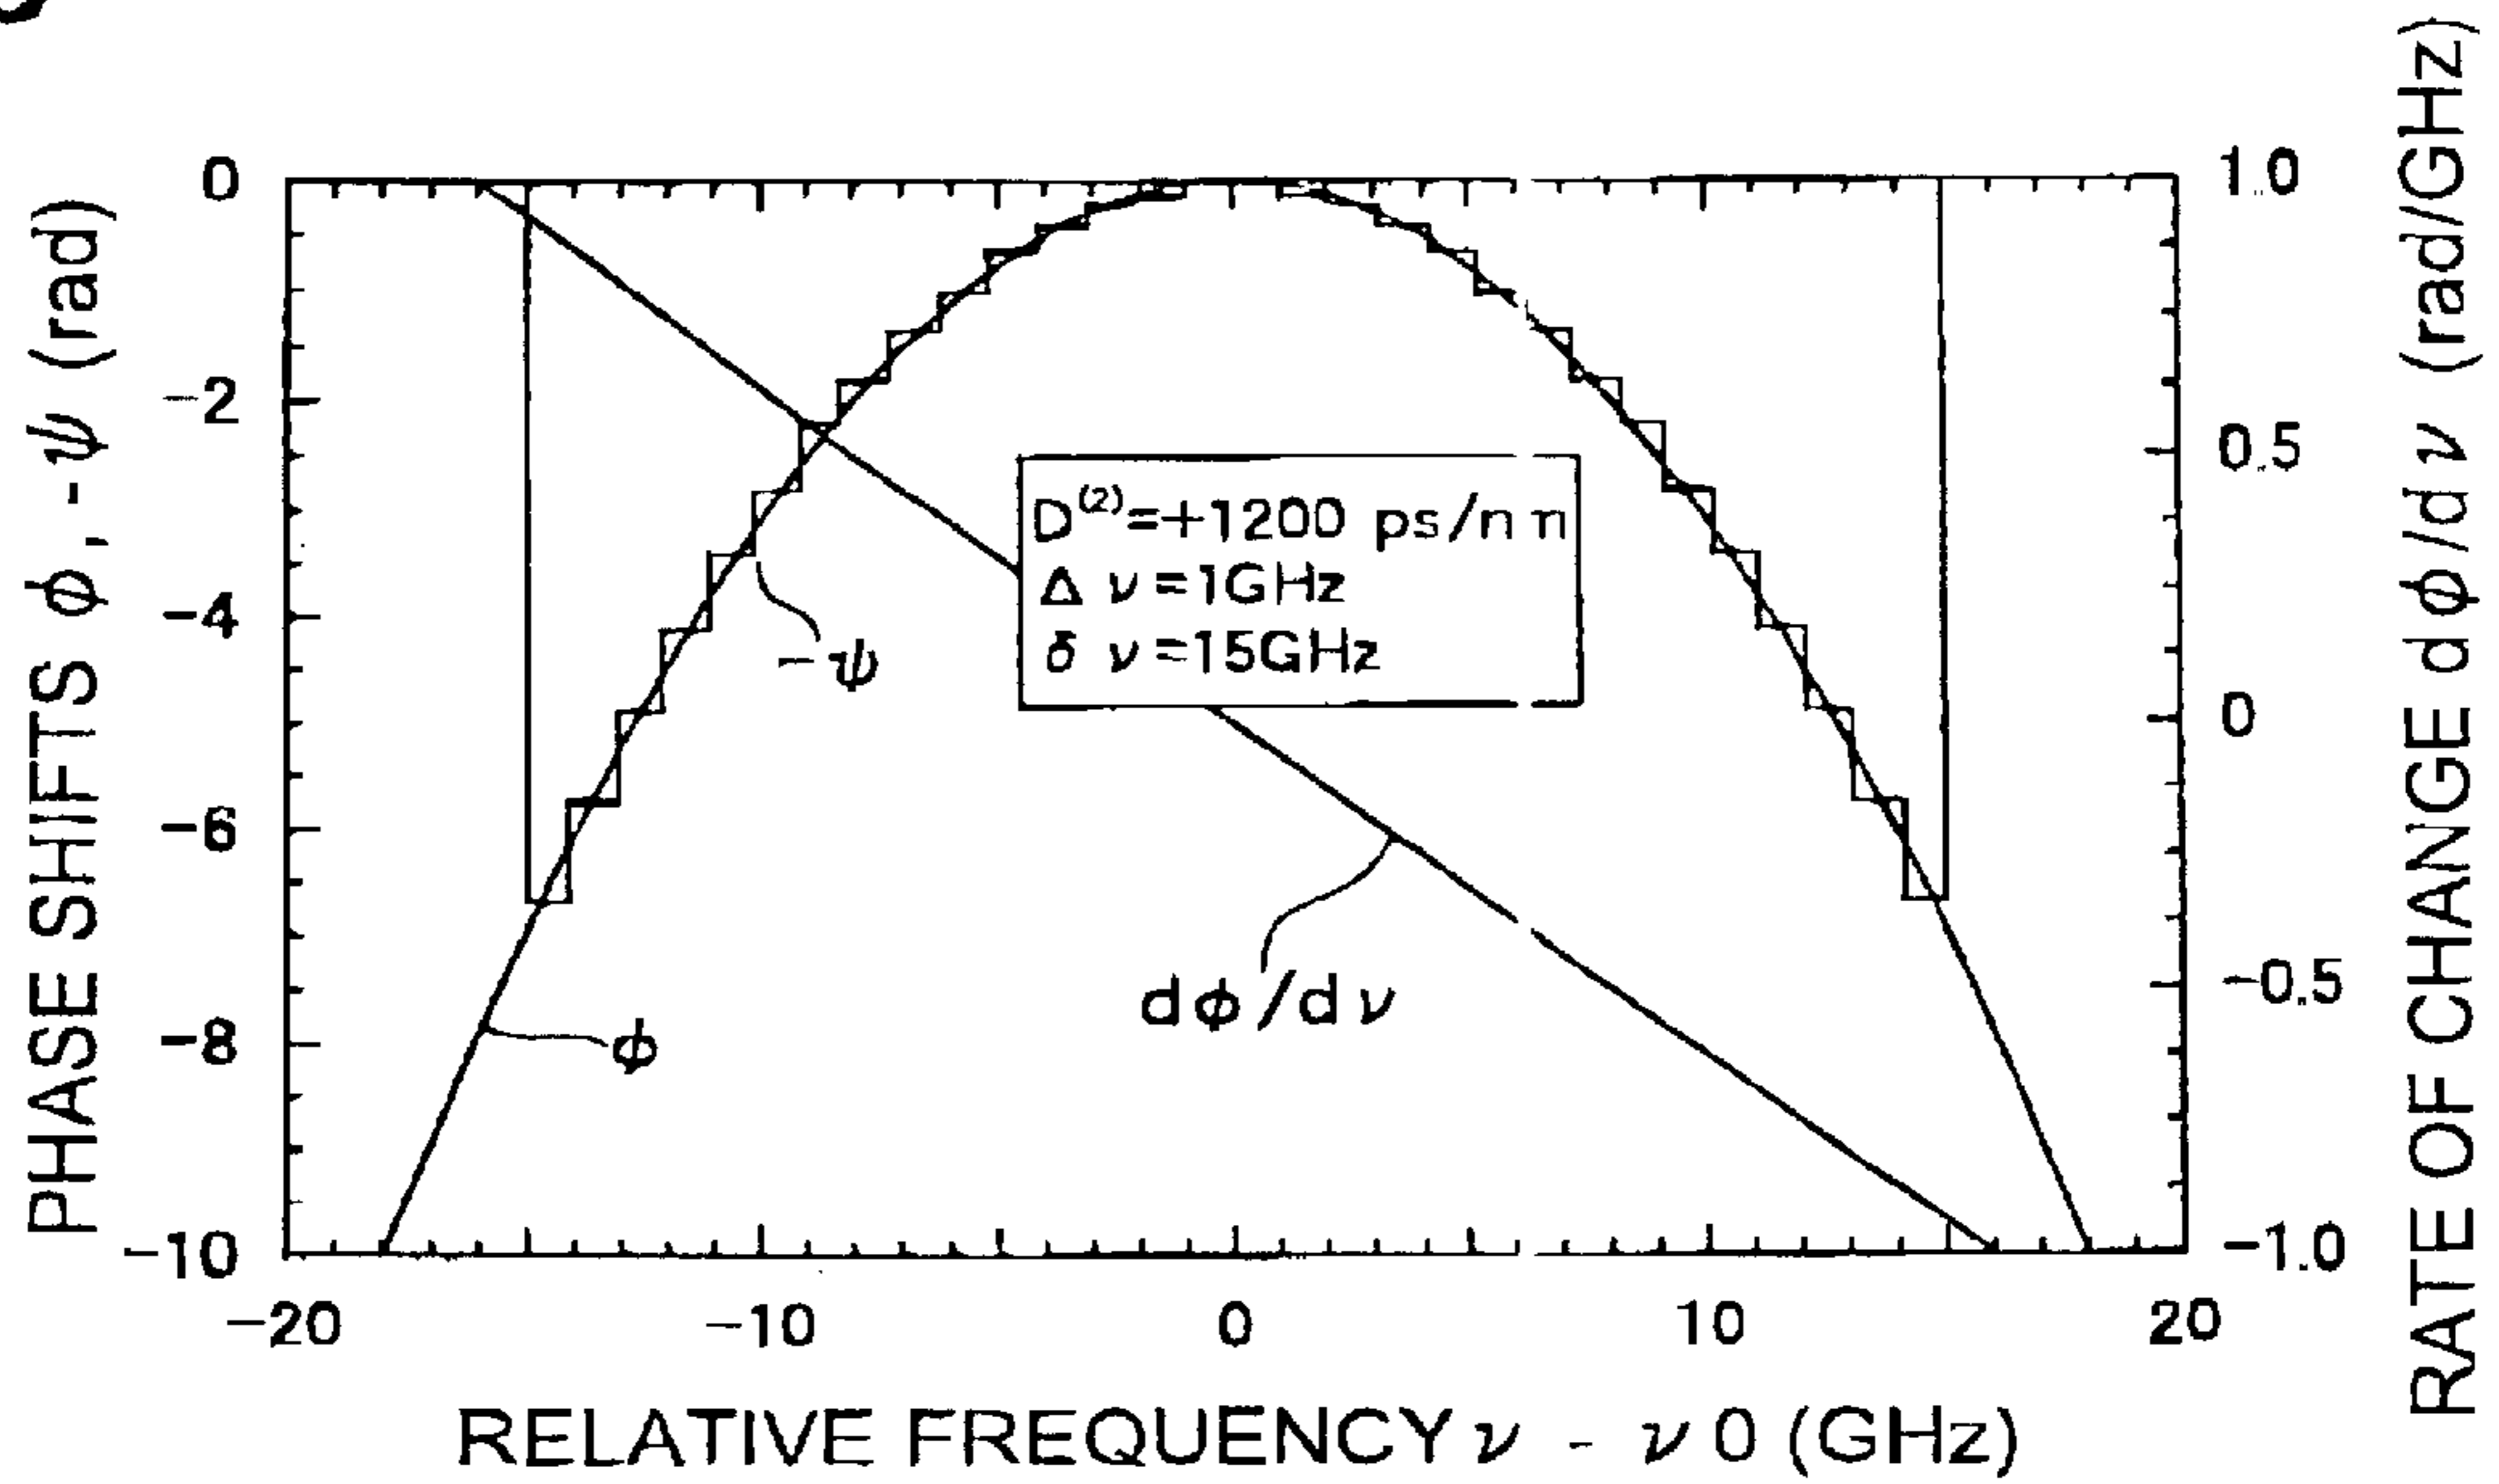 PHASE SHIFTS ϕ, -ψ (rad)
0
-2
-4
-6
-8
-10
-20
-10
0
10
20
RELATIVE FREQUENCY ν - ν0 (GHz)
1.0
0.5
0
-0.5
-1.0
RATE OF CHANGE dϕ/dν (rad/GHz)
D(2)=+1200 ps/nm
Δν=1GHz
δν=15GHz
-ψ
ϕ
dϕ/dν